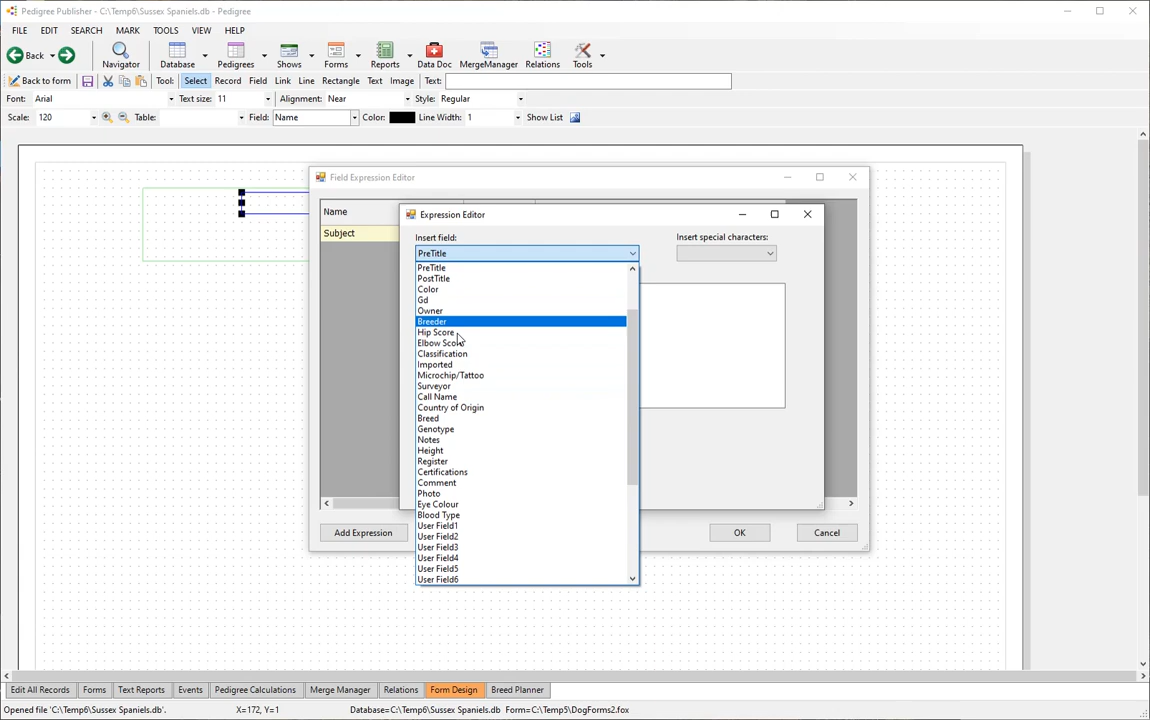 Pedigree Publisher - C:\Temp6\Sussex Spaniels.db - Pedigree
FILE EDIT SEARCH MARK TOOLS VIEW HELP
Back Navigator Database Pedigrees Shows Forms Reports Data Doc MergeManager Relations Tools
Back to form Tool: Select Record Field Link Line Rectangle Text Image Text:
Font: Arial Text size: 11 Alignment: Near Style: Regular
Scale: 120 Table: Field: Name Color: Line Width: 1 Show List
Field Expression Editor
Name
Subject
Expression Editor
Insert field: Insert special characters:
PreTitle
PreTitle
PostTitle
Color
Gd
Owner
Breeder
Hip Score
Elbow Score
Classification
Imported
Microchip/Tattoo
Surveyor
Call Name
Country of Origin
Breed
Genotype
Notes
Height
Register
Certifications
Comment
Photo
Eye Colour
Blood Type
User Field1
User Field2
User Field3
User Field4
User Field5
User Field6
Add Expression OK Cancel
Edit All Records Forms Text Reports Events Pedigree Calculations Merge Manager Relations Form Design Breed Planner
Opened file 'C:\Temp6\Sussex Spaniels.db'. X=172, Y=1 Database=C:\Temp6\Sussex Spaniels.db Form=C:\Temp5\DogForms2.fox